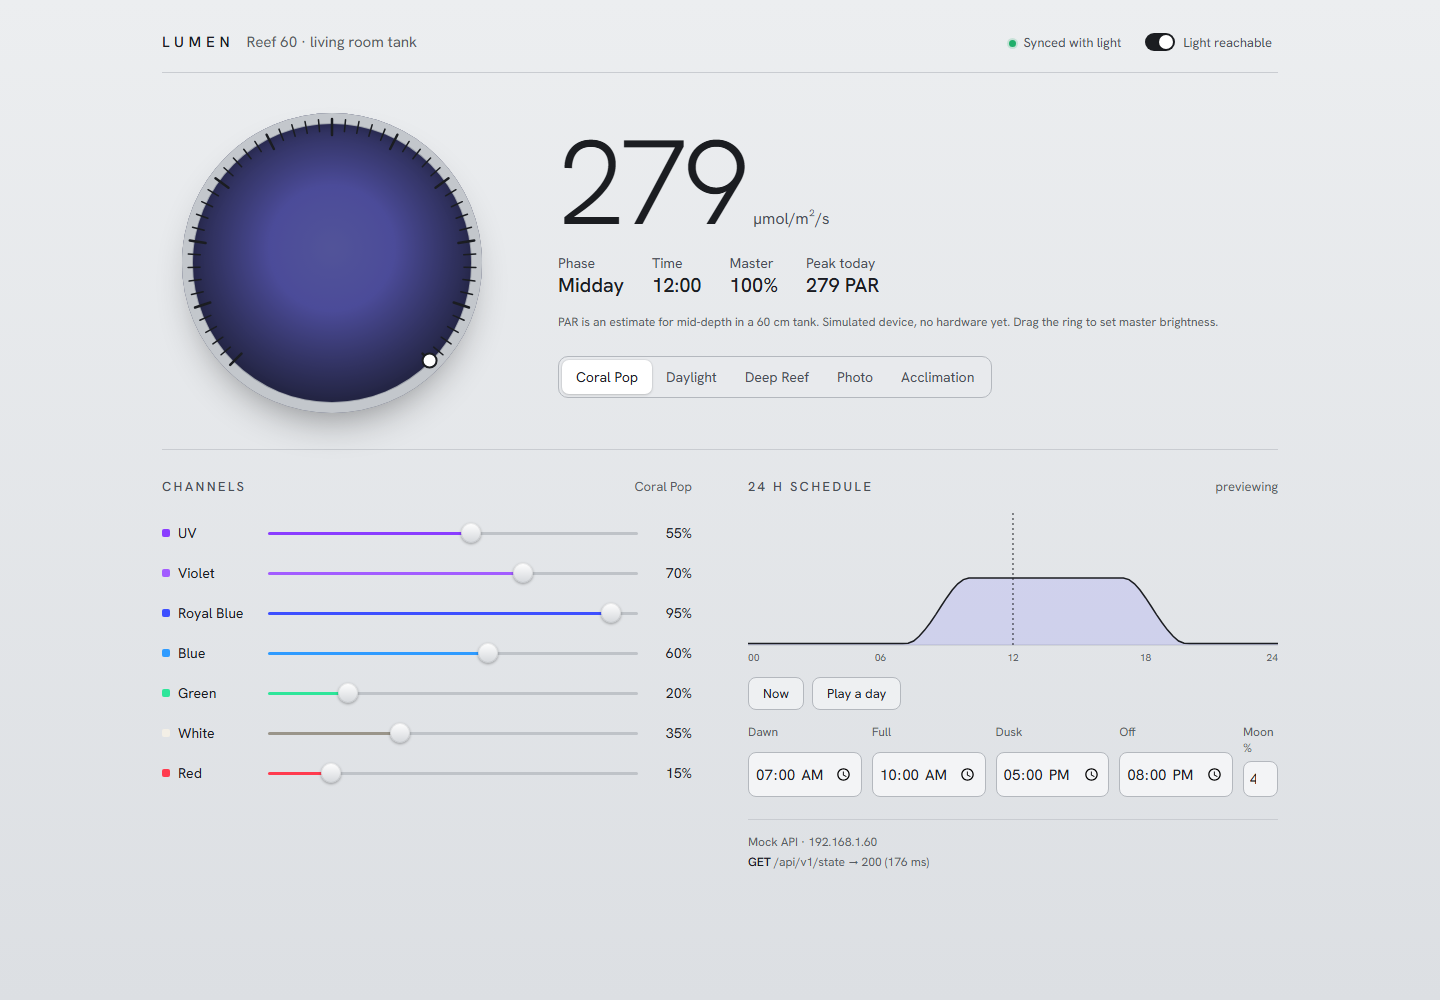 LUMEN Reef 60 · living room tank
Synced with light Light reachable
279 µmol/m²/s
Phase Time Master Peak today
Midday 12:00 100% 279 PAR
PAR is an estimate for mid-depth in a 60 cm tank. Simulated device, no hardware yet. Drag the ring to set master brightness.
Coral Pop Daylight Deep Reef Photo Acclimation
CHANNELS Coral Pop
UV 55%
Violet 70%
Royal Blue 95%
Blue 60%
Green 20%
White 35%
Red 15%
24 H SCHEDULE previewing
00 06 12 18 24
Now Play a day
Dawn Full Dusk Off Moon %
07:00 AM 10:00 AM 05:00 PM 08:00 PM 4
Mock API · 192.168.1.60
GET /api/v1/state → 200 (176 ms)